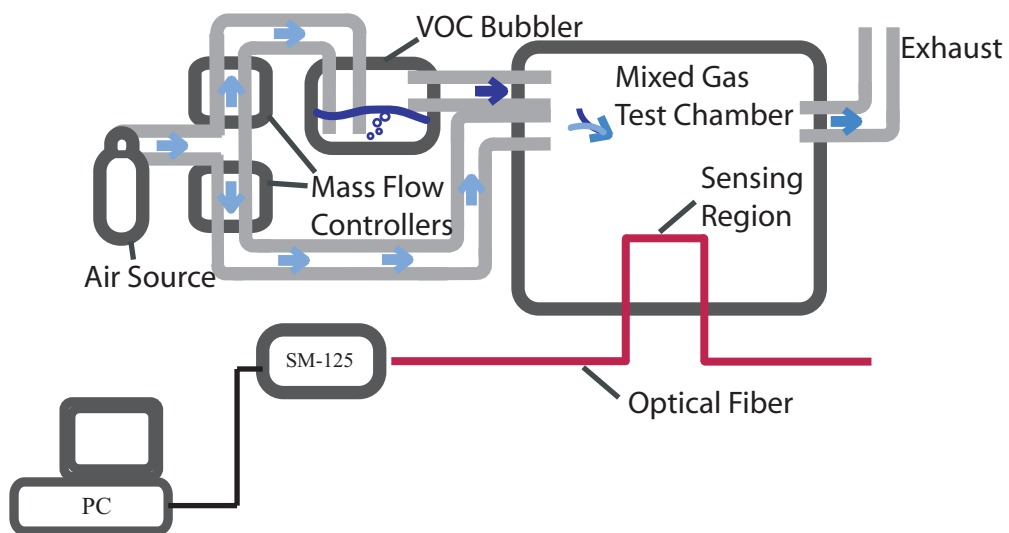 VOC Bubbler
Exhaust
Mixed Gas
Test Chamber
Mass Flow
Controllers
Sensing
Region
Air Source
SM-125
Optical Fiber
PC